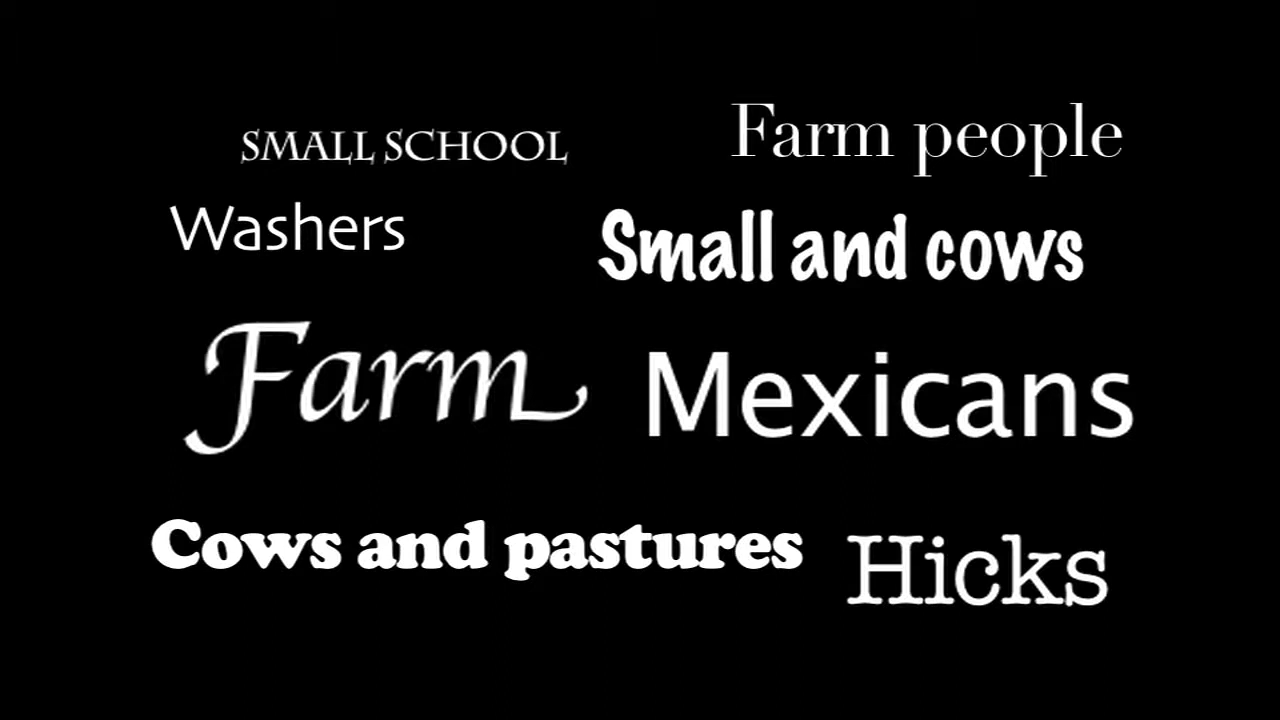 SMALL SCHOOL
Farm people
Washers
Small and cows
Farm
Mexicans
Cows and pastures
Hicks